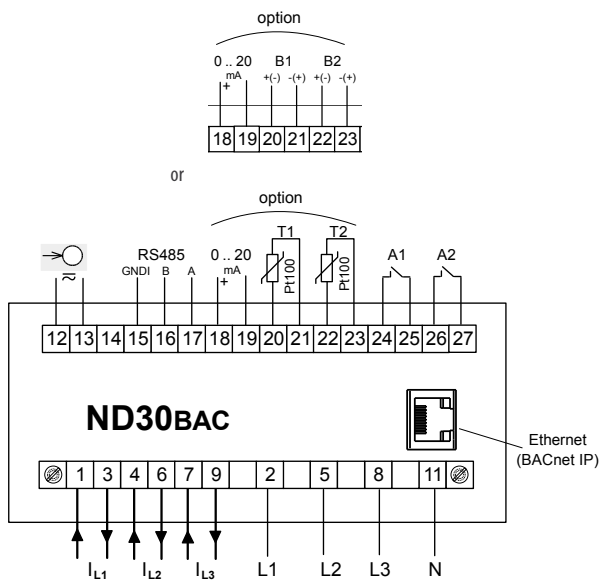 option
0 .. 20 B1 B2
mA +(-) -(+) +(-) -(+)
+
18 19 20 21 22 23
or
option
T1 T2
RS485 0 .. 20 A1 A2
GNDI B A mA Pt100 Pt100
+
12 13 14 15 16 17 18 19 20 21 22 23 24 25 26 27
ND30BAC
Ethernet
(BACnet IP)
1 3 4 6 7 9 2 5 8 11
IL1 IL2 IL3 L1 L2 L3 N